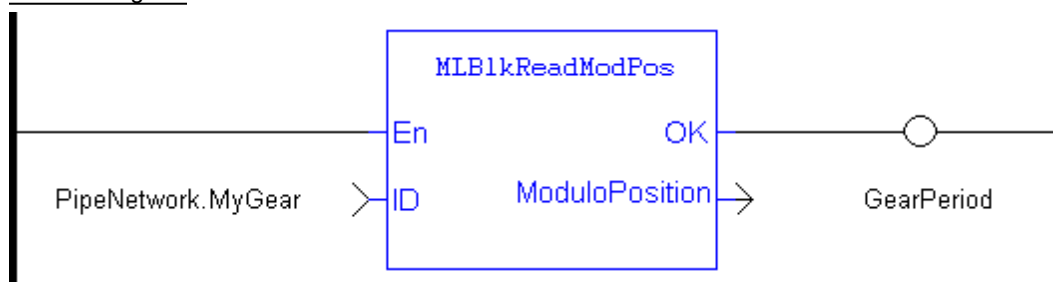 MLBlkReadModPos
En OK
PipeNetwork.MyGear ID ModuloPosition GearPeriod